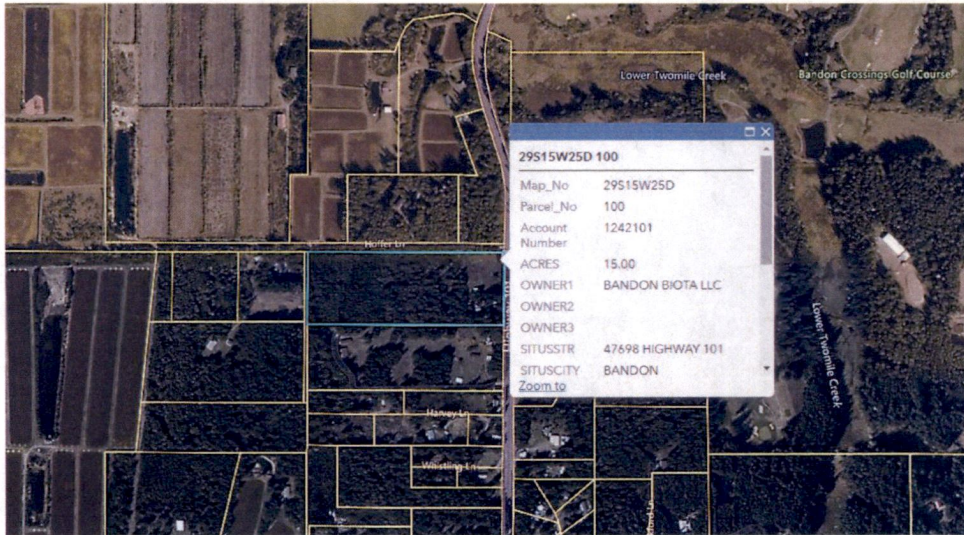 Lower Twomile Creek
Bandon Crossings Golf Course
29S15W25D 100
Map_No 29S15W25D
Parcel_No 100
Account Number 1242101
ACRES 15.00
OWNER1 BANDON BIOTA LLC
OWNER2
OWNER3
SITUSSTR 47698 HIGHWAY 101
SITUSCITY BANDON
Zoom to
Hoffer Ln
Harvey Ln
Whistling Ln
Lower Twomile Creek